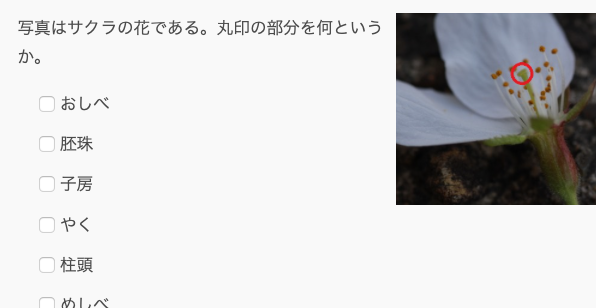 写真はサクラの花である。丸印の部分を何という
か。
おしべ
胚珠
子房
やく
柱頭
めしべ